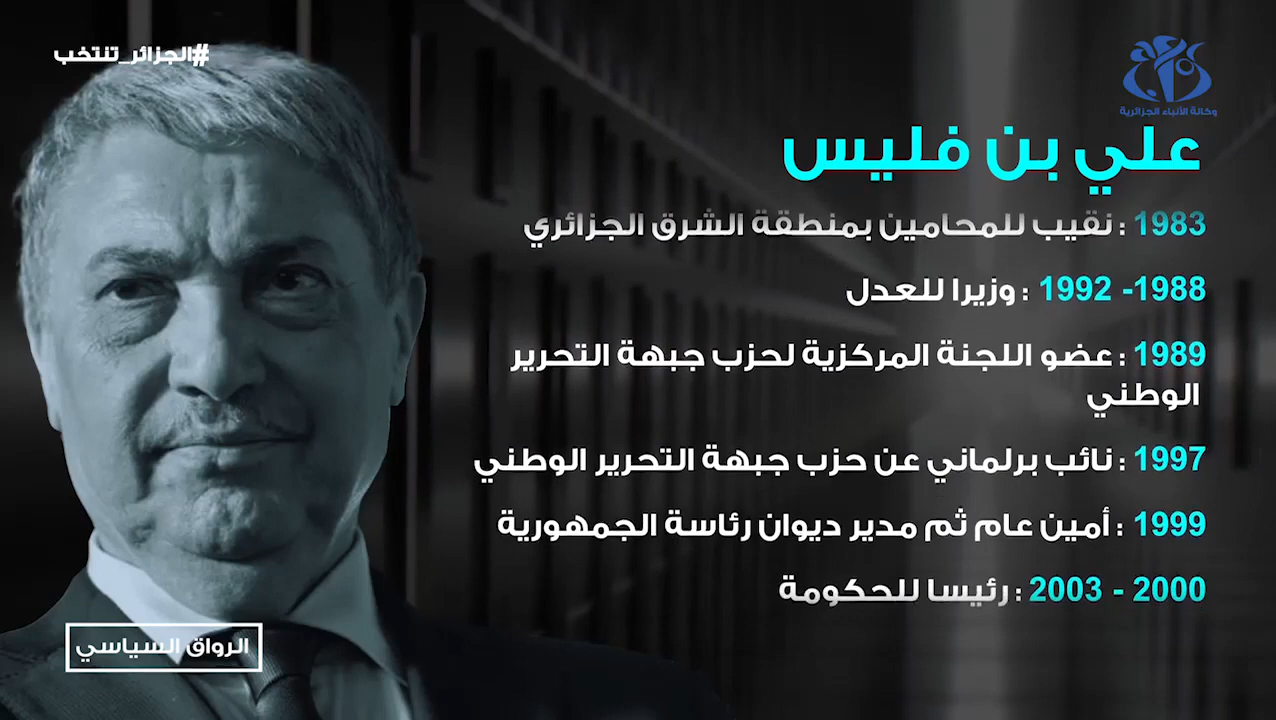 #الجزائر_تنتخب
وكالة الأنباء الجزائرية
علي بن فليس
1983 : نقيب للمحامين بمنطقة الشرق الجزائري
1988- 1992 : وزيرا للعدل
1989 : عضو اللجنة المركزية لحزب جبهة التحرير
الوطني
1997 : نائب برلماني عن حزب جبهة التحرير الوطني
1999 : أمين عام ثم مدير ديوان رئاسة الجمهورية
2000 - 2003 : رئيسا للحكومة
الرواق السياسي